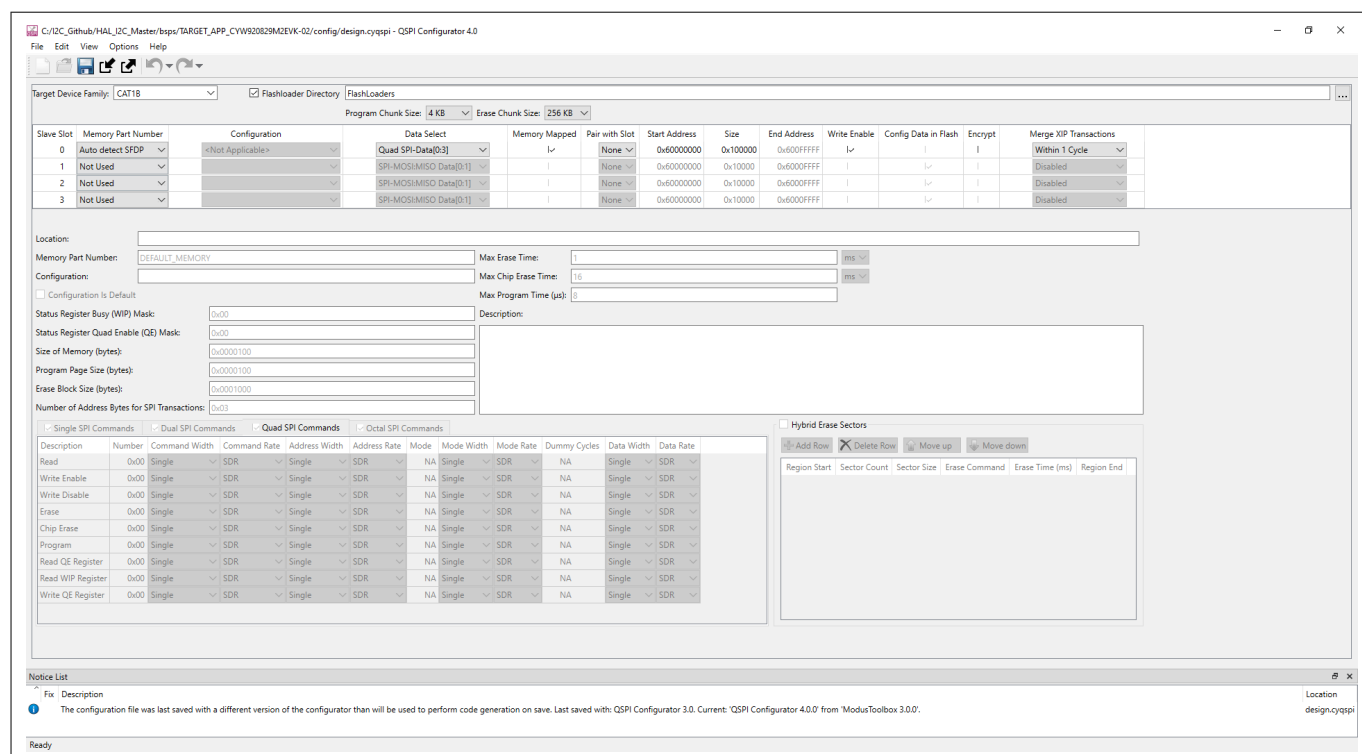 C:/I2C_Github/HAL_I2C_Master/bsps/TARGET_APP_CYW920829M2EVK-02/config/design.cyqspi - QSPI Configurator 4.0
File Edit View Options Help
Target Device Family: CAT1B Flashloader Directory FlashLoaders ...
Program Chunk Size: 4 KB Erase Chunk Size: 256 KB
Slave Slot Memory Part Number Configuration Data Select Memory Mapped Pair with Slot Start Address Size End Address Write Enable Config Data in Flash Encrypt Merge XIP Transactions
0 Auto detect SFDP <Not Applicable> Quad SPI-Data[0:3] None 0x60000000 0x100000 0x600FFFFF Within 1 Cycle
1 Not Used SPI-MOSI:MISO Data[0:1] None 0x60000000 0x10000 0x6000FFFF Disabled
2 Not Used SPI-MOSI:MISO Data[0:1] None 0x60000000 0x10000 0x6000FFFF Disabled
3 Not Used SPI-MOSI:MISO Data[0:1] None 0x60000000 0x10000 0x6000FFFF Disabled
Location:
Memory Part Number: DEFAULT_MEMORY Max Erase Time: 1 ms
Configuration: Max Chip Erase Time: 16 ms
Configuration Is Default Max Program Time (µs): 8
Status Register Busy (WIP) Mask: 0x00 Description:
Status Register Quad Enable (QE) Mask: 0x00
Size of Memory (bytes): 0x0000100
Program Page Size (bytes): 0x0000100
Erase Block Size (bytes): 0x0001000
Number of Address Bytes for SPI Transactions: 0x03
Single SPI Commands Dual SPI Commands Quad SPI Commands Octal SPI Commands Hybrid Erase Sectors
Description Number Command Width Command Rate Address Width Address Rate Mode Mode Width Mode Rate Dummy Cycles Data Width Data Rate Add Row Delete Row Move up Move down
Read 0x00 Single SDR Single SDR NA Single SDR NA Single SDR Region Start Sector Count Sector Size Erase Command Erase Time (ms) Region End
Write Enable 0x00 Single SDR Single SDR NA Single SDR NA Single SDR
Write Disable 0x00 Single SDR Single SDR NA Single SDR NA Single SDR
Erase 0x00 Single SDR Single SDR NA Single SDR NA Single SDR
Chip Erase 0x00 Single SDR Single SDR NA Single SDR NA Single SDR
Program 0x00 Single SDR Single SDR NA Single SDR NA Single SDR
Read QE Register 0x00 Single SDR Single SDR NA Single SDR NA Single SDR
Read WIP Register 0x00 Single SDR Single SDR NA Single SDR NA Single SDR
Write QE Register 0x00 Single SDR Single SDR NA Single SDR NA Single SDR
Notice List
Fix Description Location
The configuration file was last saved with a different version of the configurator than will be used to perform code generation on save. Last saved with: QSPI Configurator 3.0. Current: 'QSPI Configurator 4.0.0' from 'ModusToolbox 3.0.0'. design.cyqspi
Ready